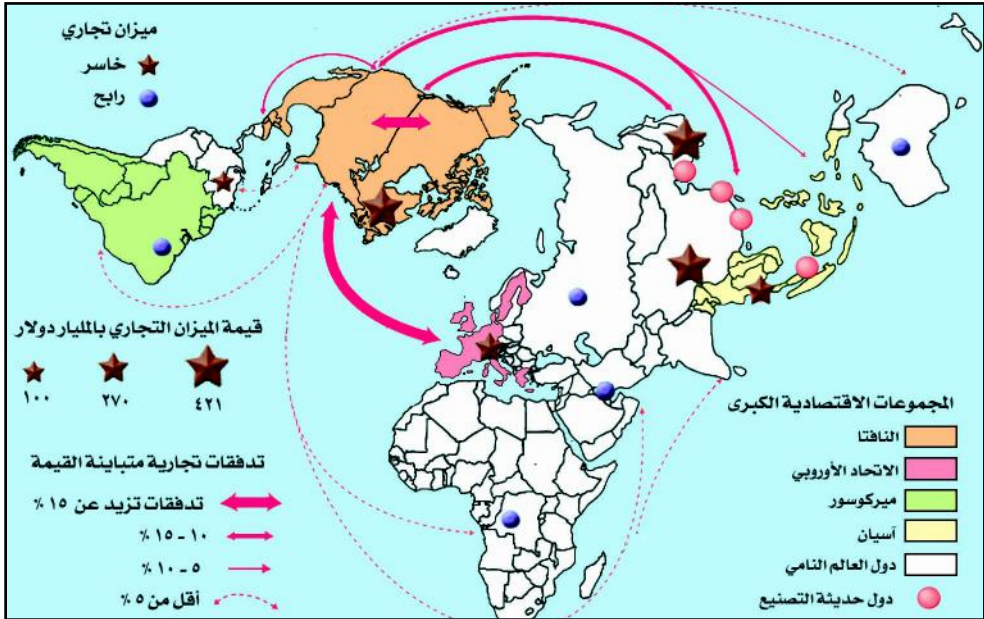 ميزان تجاري
خاسر
رابح
قيمة الميزان التجاري بالمليار دولار
٤٢١ ٢٧٠ ١٠٠
تدفقات تجارية متباينة القيمة
تدفقات تزيد عن ١٥ %
١٠ - ١٥ %
٥ - ١٠ %
أقل من ٥ %
المجموعات الاقتصادية الكبرى
النافتا
الاتحاد الأوروبي
ميركوسور
آسيان
دول العالم النامي
دول حديثة التصنيع